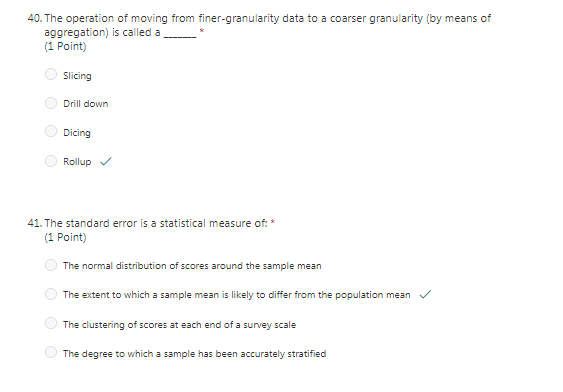 40. The operation of moving from finer-granularity data to a coarser granularity (by means of
aggregation) is called a _______ *
(1 Point)
Slicing
Drill down
Dicing
Rollup
41. The standard error is a statistical measure of: *
(1 Point)
The normal distribution of scores around the sample mean
The extent to which a sample mean is likely to differ from the population mean
The clustering of scores at each end of a survey scale
The degree to which a sample has been accurately stratified